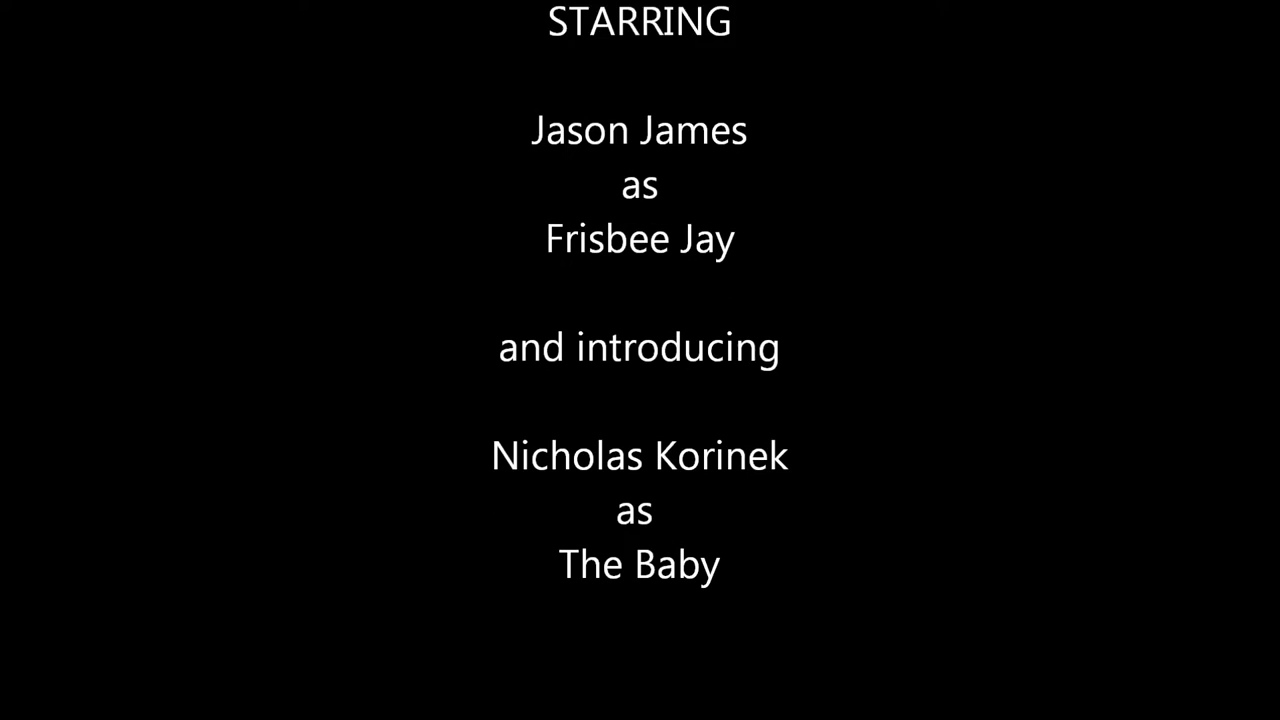 STARRING
Jason James
as
Frisbee Jay
and introducing
Nicholas Korinek
as
The Baby